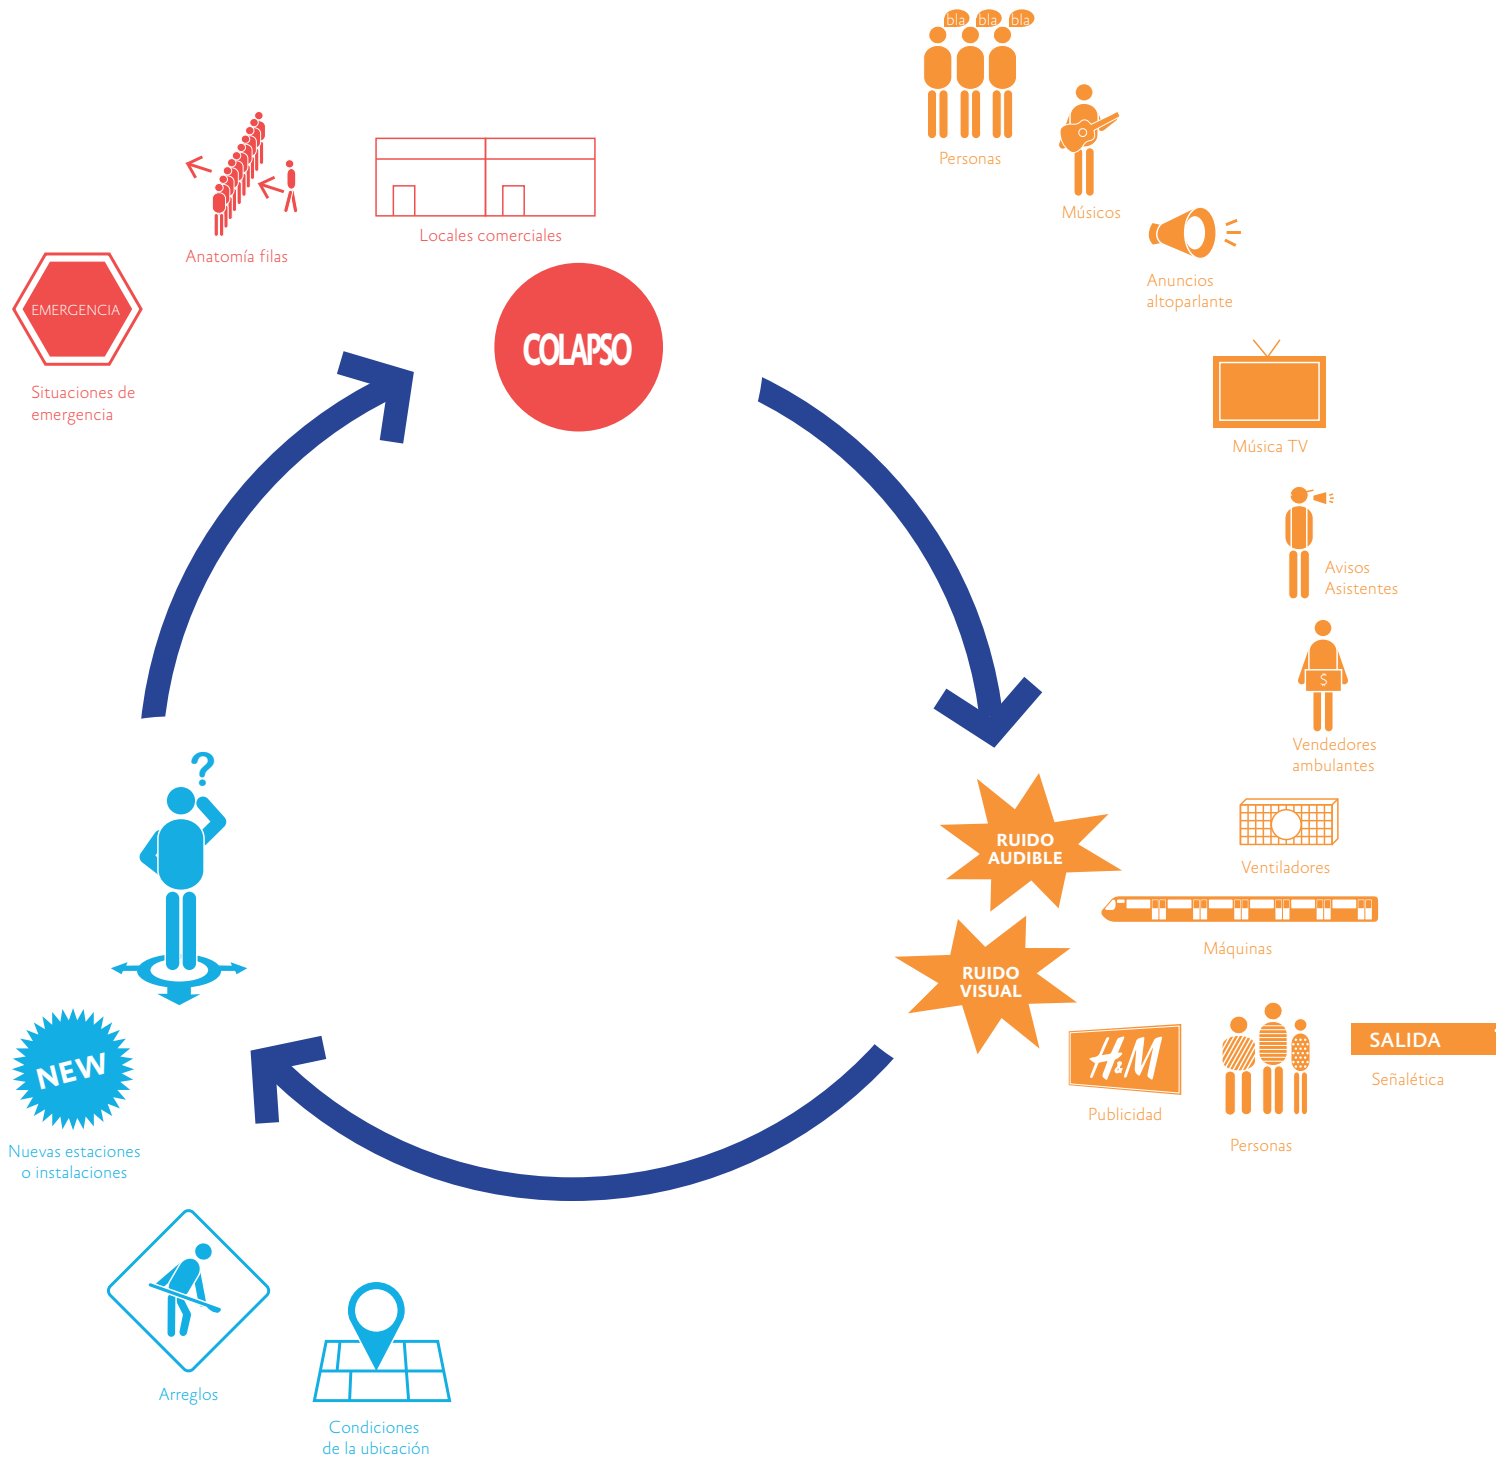 bla bla bla
Personas
Músicos
Anuncios
altoparlante
Música TV
Avisos
Asistentes
$
Vendedores
ambulantes
Ventiladores
Máquinas
RUIDO
AUDIBLE
RUIDO
VISUAL
H&M
Publicidad
Personas
SALIDA
Señalética
Anatomía filas
Locales comerciales
EMERGENCIA
Situaciones de
emergencia
COLAPSO
?
NEW
Nuevas estaciones
o instalaciones
Arreglos
Condiciones
de la ubicación